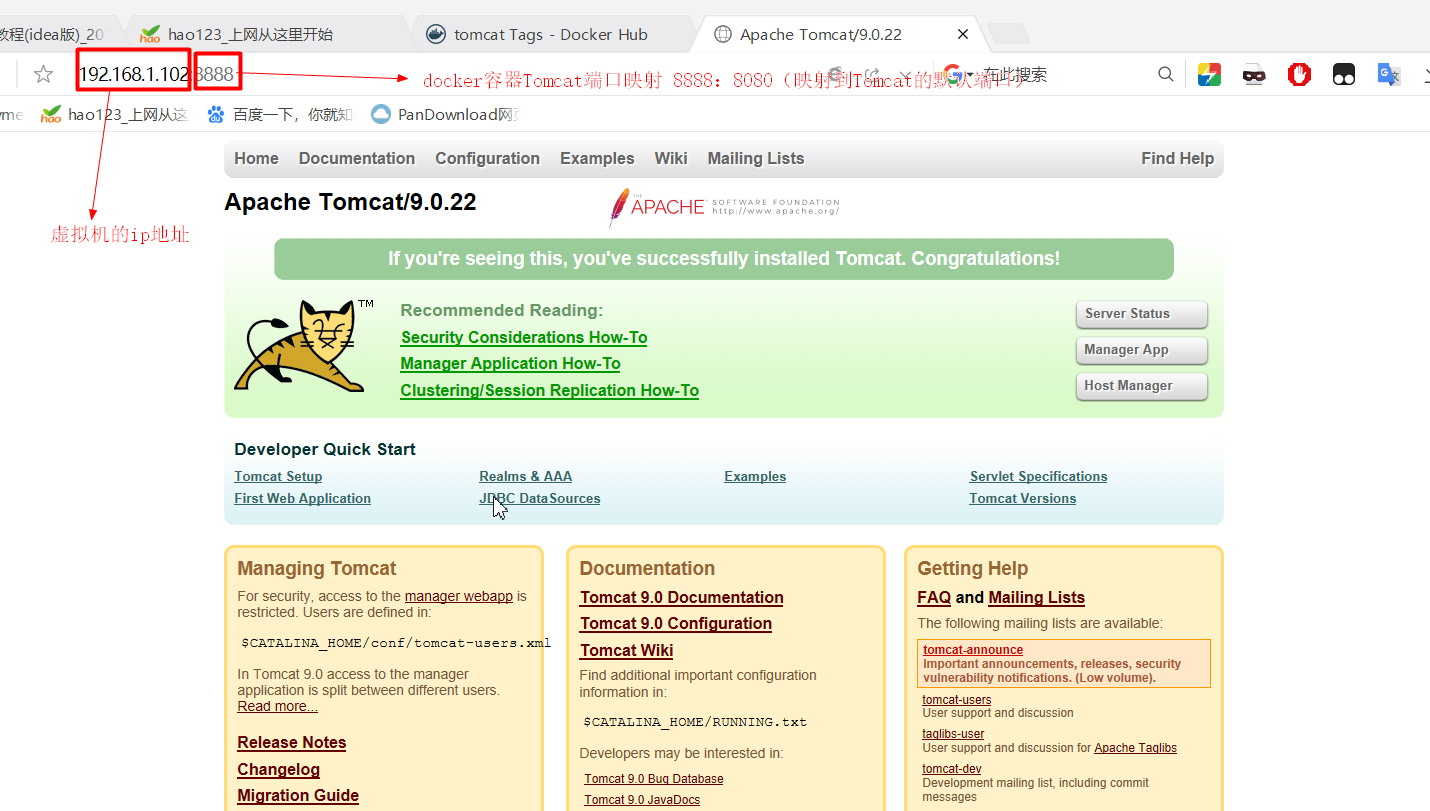 教程(idea版)_20
hao123_上网从这里开始
tomcat Tags - Docker Hub
Apache Tomcat/9.0.22
192.168.1.102:8888
docker容器Tomcat端口映射 8888：8080（映射到Tomcat的默认端口）
在此搜索
hao123_上网从这
百度一下，你就知
PanDownload网
虚拟机的ip地址
Home Documentation Configuration Examples Wiki Mailing Lists Find Help
Apache Tomcat/9.0.22
THE APACHE SOFTWARE FOUNDATION
http://www.apache.org/
If you're seeing this, you've successfully installed Tomcat. Congratulations!
TM
Recommended Reading:
Security Considerations How-To
Manager Application How-To
Clustering/Session Replication How-To
Server Status
Manager App
Host Manager
Developer Quick Start
Tomcat Setup
First Web Application
Realms & AAA
JDBC DataSources
Examples
Servlet Specifications
Tomcat Versions
Managing Tomcat
For security, access to the manager webapp is
restricted. Users are defined in:
$CATALINA_HOME/conf/tomcat-users.xml
In Tomcat 9.0 access to the manager
application is split between different users.
Read more...
Release Notes
Changelog
Migration Guide
Documentation
Tomcat 9.0 Documentation
Tomcat 9.0 Configuration
Tomcat Wiki
Find additional important configuration
information in:
$CATALINA_HOME/RUNNING.txt
Developers may be interested in:
Tomcat 9.0 Bug Database
Tomcat 9.0 JavaDocs
Getting Help
FAQ and Mailing Lists
The following mailing lists are available:
tomcat-announce
Important announcements, releases, security
vulnerability notifications. (Low volume).
tomcat-users
User support and discussion
taglibs-user
User support and discussion for Apache Taglibs
tomcat-dev
Development mailing list, including commit
messages